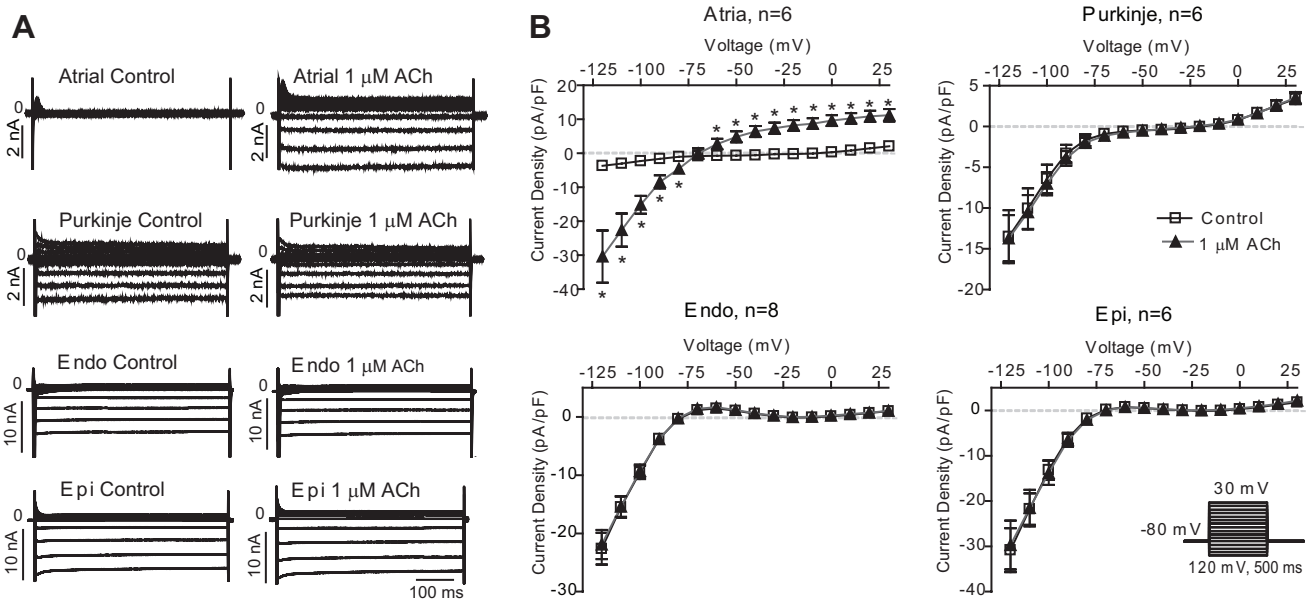 A
Atrial Control
0
2 nA
Atrial 1 μM ACh
0
2 nA
Purkinje Control
0
2 nA
Purkinje 1 μM ACh
0
2 nA
Endo Control
0
10 nA
Endo 1 μM ACh
0
10 nA
Epi Control
0
10 nA
Epi 1 μM ACh
0
10 nA
100 ms
B
Atria, n=6
Voltage (mV)
-125 -100 -75 -50 -25 0 25
Current Density (pA/pF)
20
10
0
-10
-20
-30
-40
* * * * * * * * * *
* * * * *
Purkinje, n=6
Voltage (mV)
-125 -100 -75 -50 -25 0 25
Current Density (pA/pF)
5
0
-5
-10
-15
-20
Control
1 μM ACh
Endo, n=8
Voltage (mV)
-125 -100 -75 -50 -25 0 25
Current Density (pA/pF)
0
-10
-20
-30
Epi, n=6
Voltage (mV)
-125 -100 -75 -50 -25 0 25
Current Density (pA/pF)
0
-10
-20
-30
-40
30 mV
-80 mV
120 mV, 500 ms